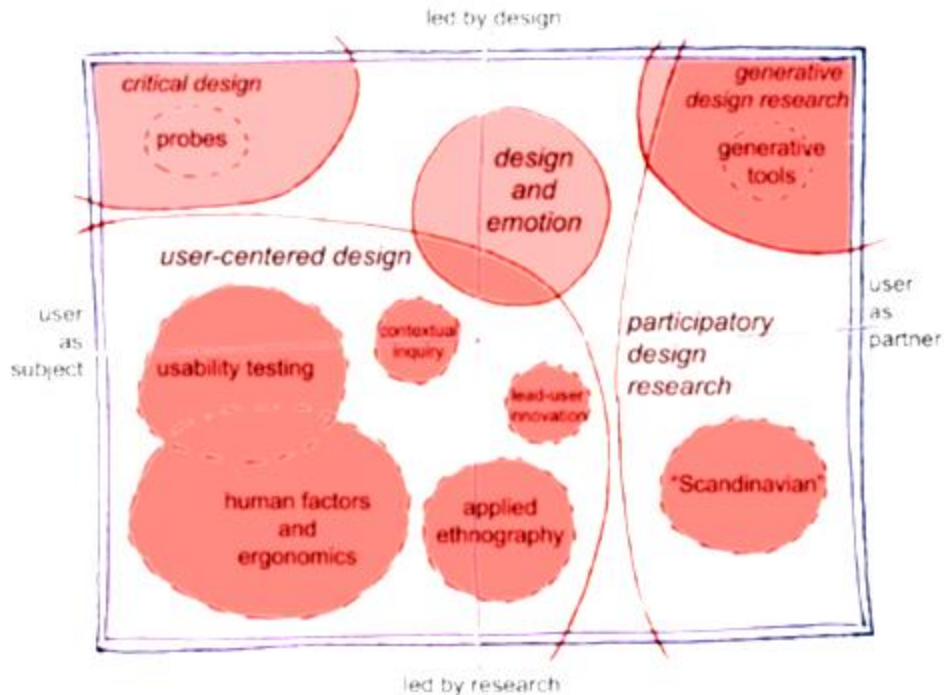 led by design
critical design
probes
generative
design research
generative
tools
design
and
emotion
user-centered design
user
as
subject
user
as
partner
contextual
inquiry
usability testing
participatory
design
research
lead-user
innovation
"Scandinavian"
human factors
and
ergonomics
applied
ethnography
led by research